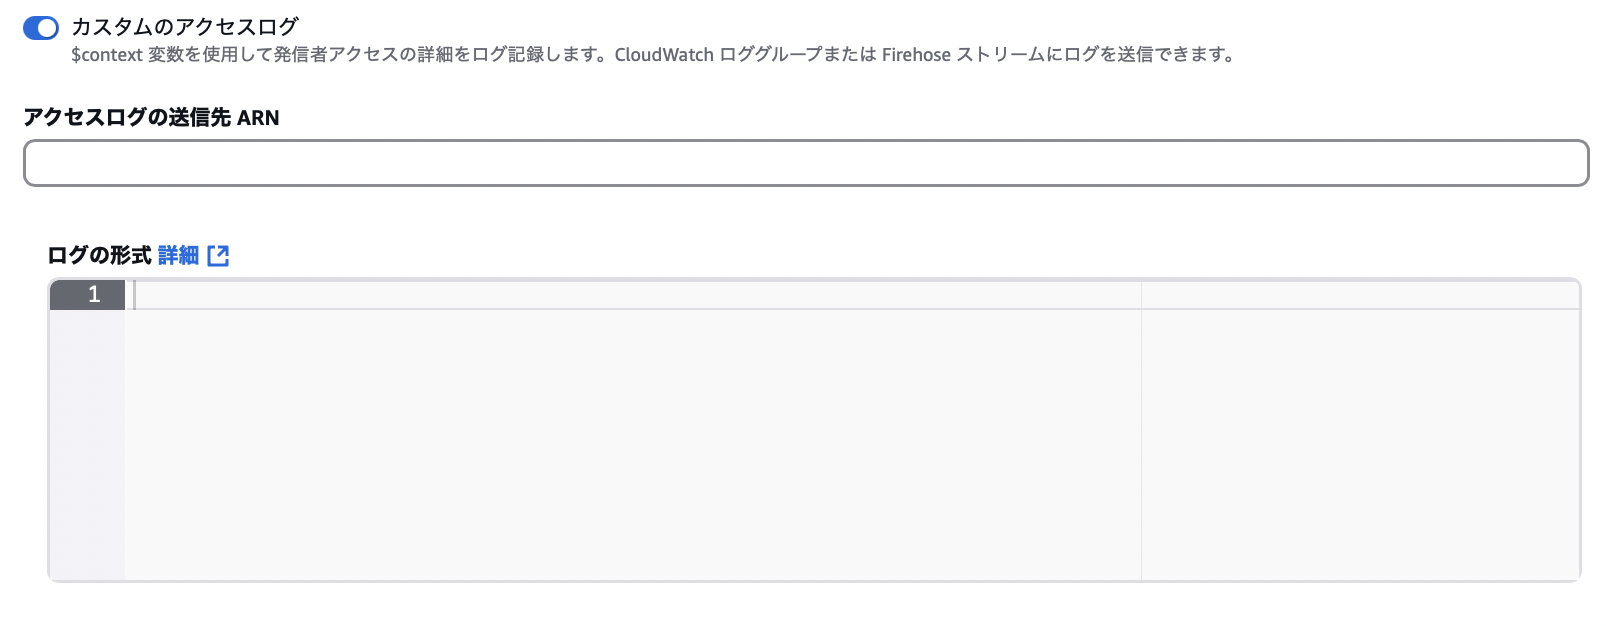 カスタムのアクセスログ
$context 変数を使用して発信者アクセスの詳細をログ記録します。CloudWatch ロググループまたは Firehose ストリームにログを送信できます。
アクセスログの送信先 ARN
ログの形式 詳細
1